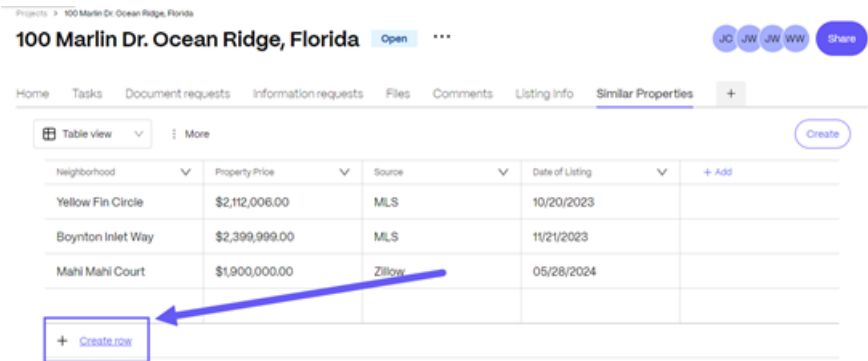 Projects > 100 Marlin Dr. Ocean Ridge, Florida
100 Marlin Dr. Ocean Ridge, Florida Open ... JC JW JW WW Share
Home Tasks Document requests Information requests Files Comments Listing Info Similar Properties +
Table view More Create
Neighborhood Property Price Source Date of Listing + Add
Yellow Fin Circle $2,112,006.00 MLS 10/20/2023
Boynton Inlet Way $2,399,999.00 MLS 11/21/2023
Mahi Mahi Court $1,900,000.00 Zillow 05/28/2024
+ Create row